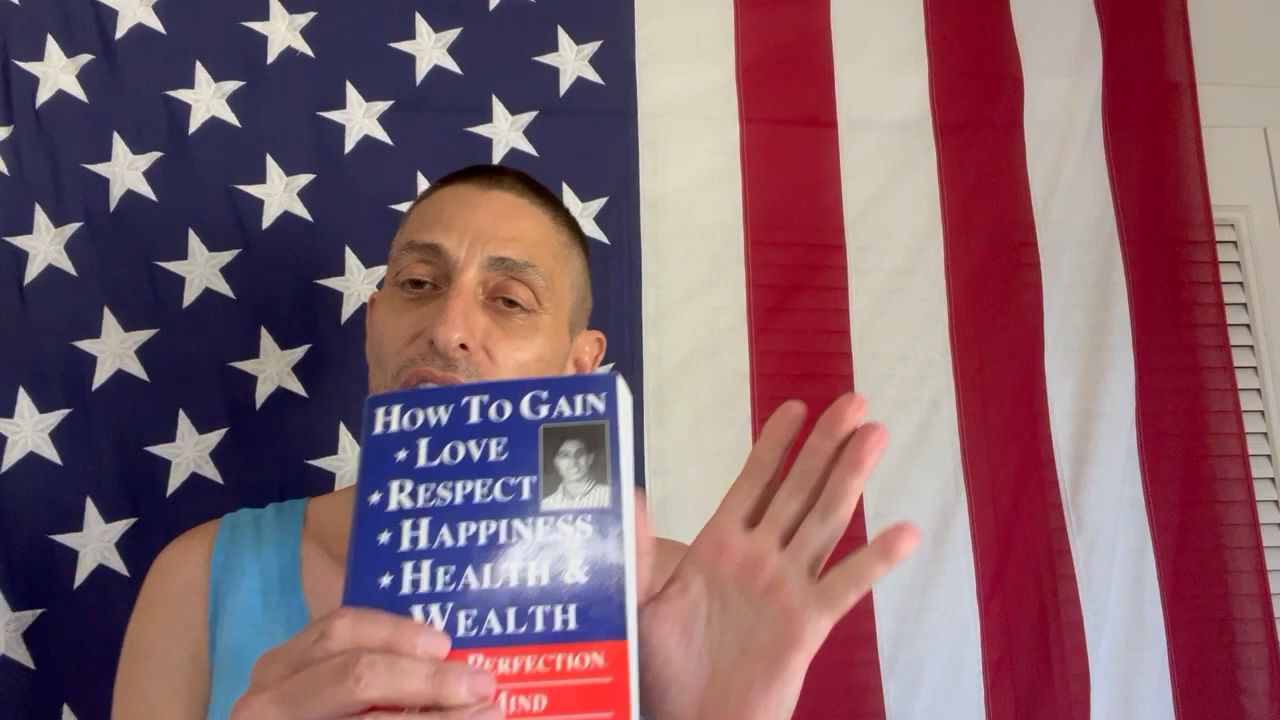 HOW TO GAIN
★ LOVE
★ RESPECT
★ HAPPINESS
★ HEALTH &
WEALTH
PERFECTION
MIND